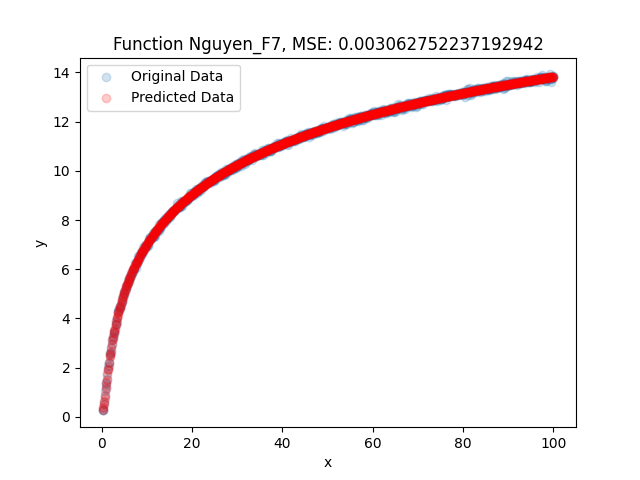 Function Nguyen_F7, MSE: 0.003062752237192942
Original Data
Predicted Data
y
14
12
10
8
6
4
2
0
0 20 40 60 80 100
x